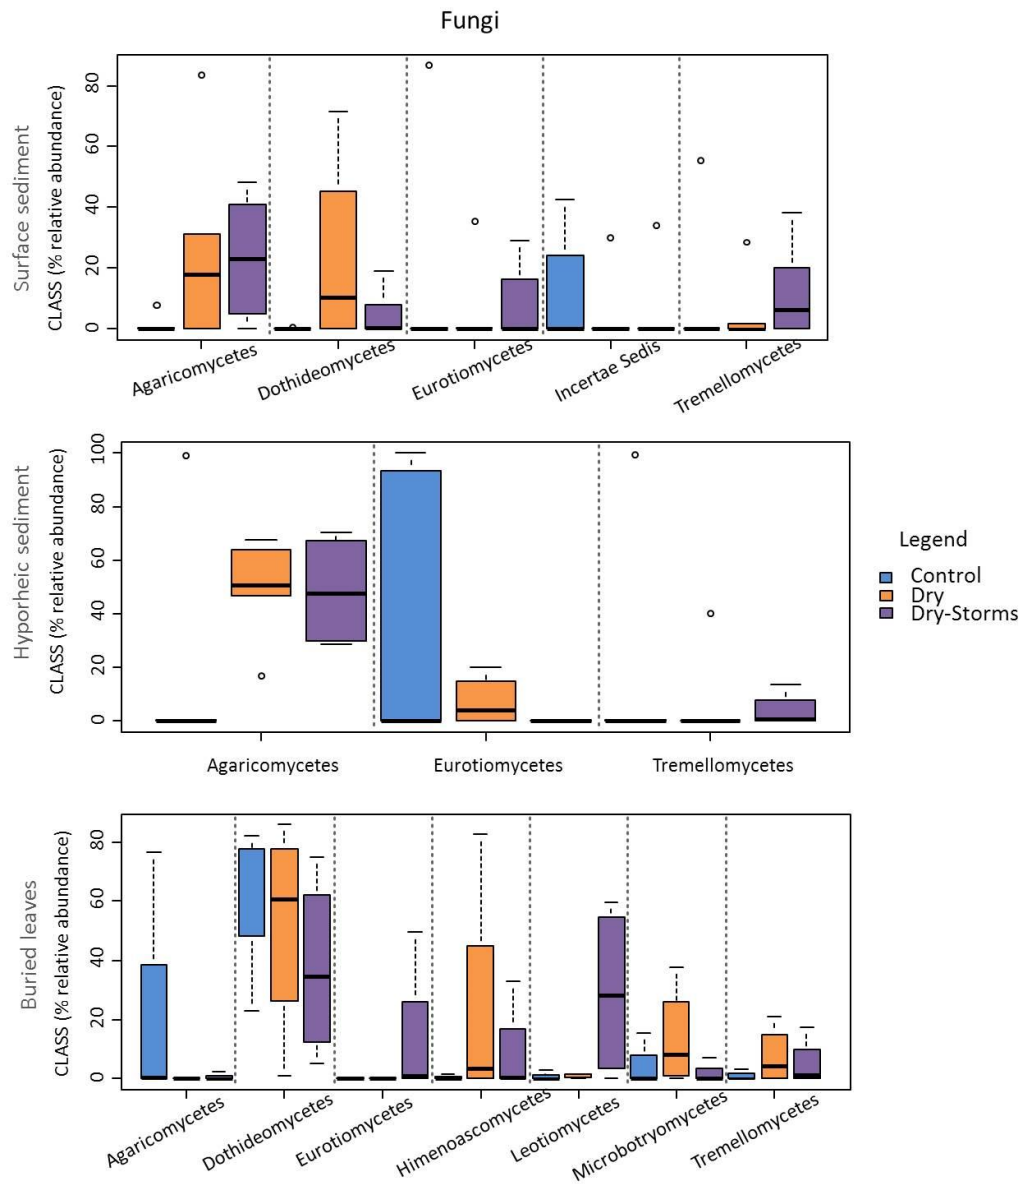 Fungi
Surface sediment
CLASS (% relative abundance)
80
60
40
20
0
Agaricomycetes
Dothideomycetes
Eurotiomycetes
Incertae Sedis
Tremellomycetes
Hyporheic sediment
CLASS (% relative abundance)
100
80
60
40
20
0
Agaricomycetes
Eurotiomycetes
Tremellomycetes
Legend
Control
Dry
Dry-Storms
Buried leaves
CLASS (% relative abundance)
80
60
40
20
0
Agaricomycetes
Dothideomycetes
Eurotiomycetes
Himenoascomycetes
Leotiomycetes
Microbotryomycetes
Tremellomycetes